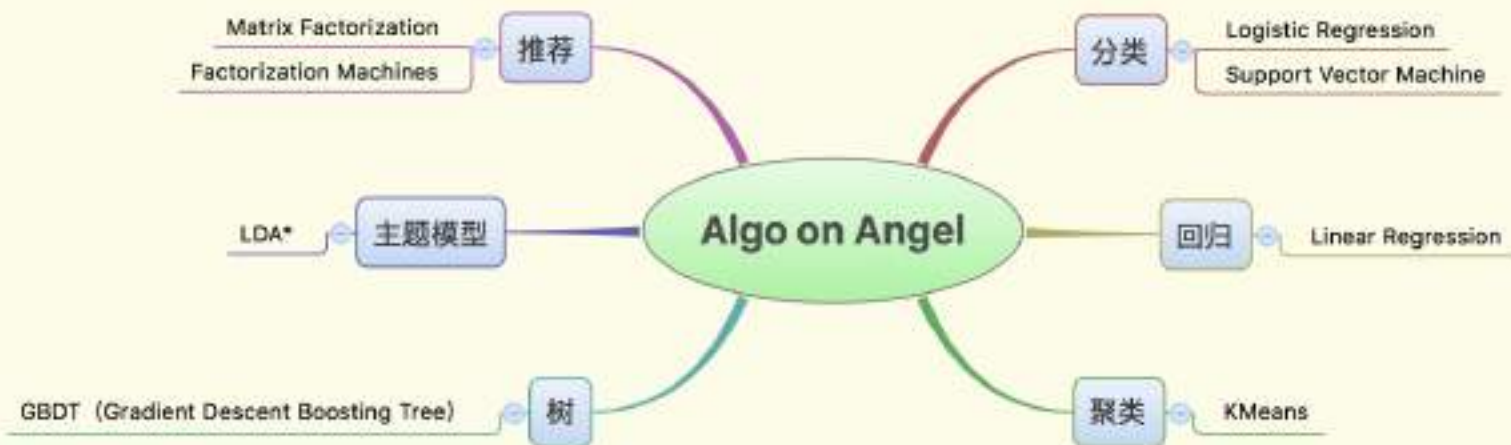 推荐
Matrix Factorization
Factorization Machines
主题模型
LDA*
树
GBDT（Gradient Descent Boosting Tree）
Algo on Angel
分类
Logistic Regression
Support Vector Machine
回归
Linear Regression
聚类
KMeans